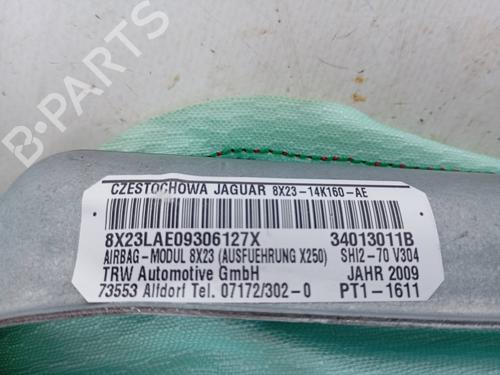 CZESTOCHOWA JAGUAR 8X23-14K160-AE
8X23LAE09306127X 34013011B
AIRBAG-MODUL 8X23 (AUSFUEHRUNG X250) SHI2-70 V304
TRW Automotive GmbH JAHR 2009
73553 Alfdorf Tel. 07172/302-0 PT1-1611
B-PARTS